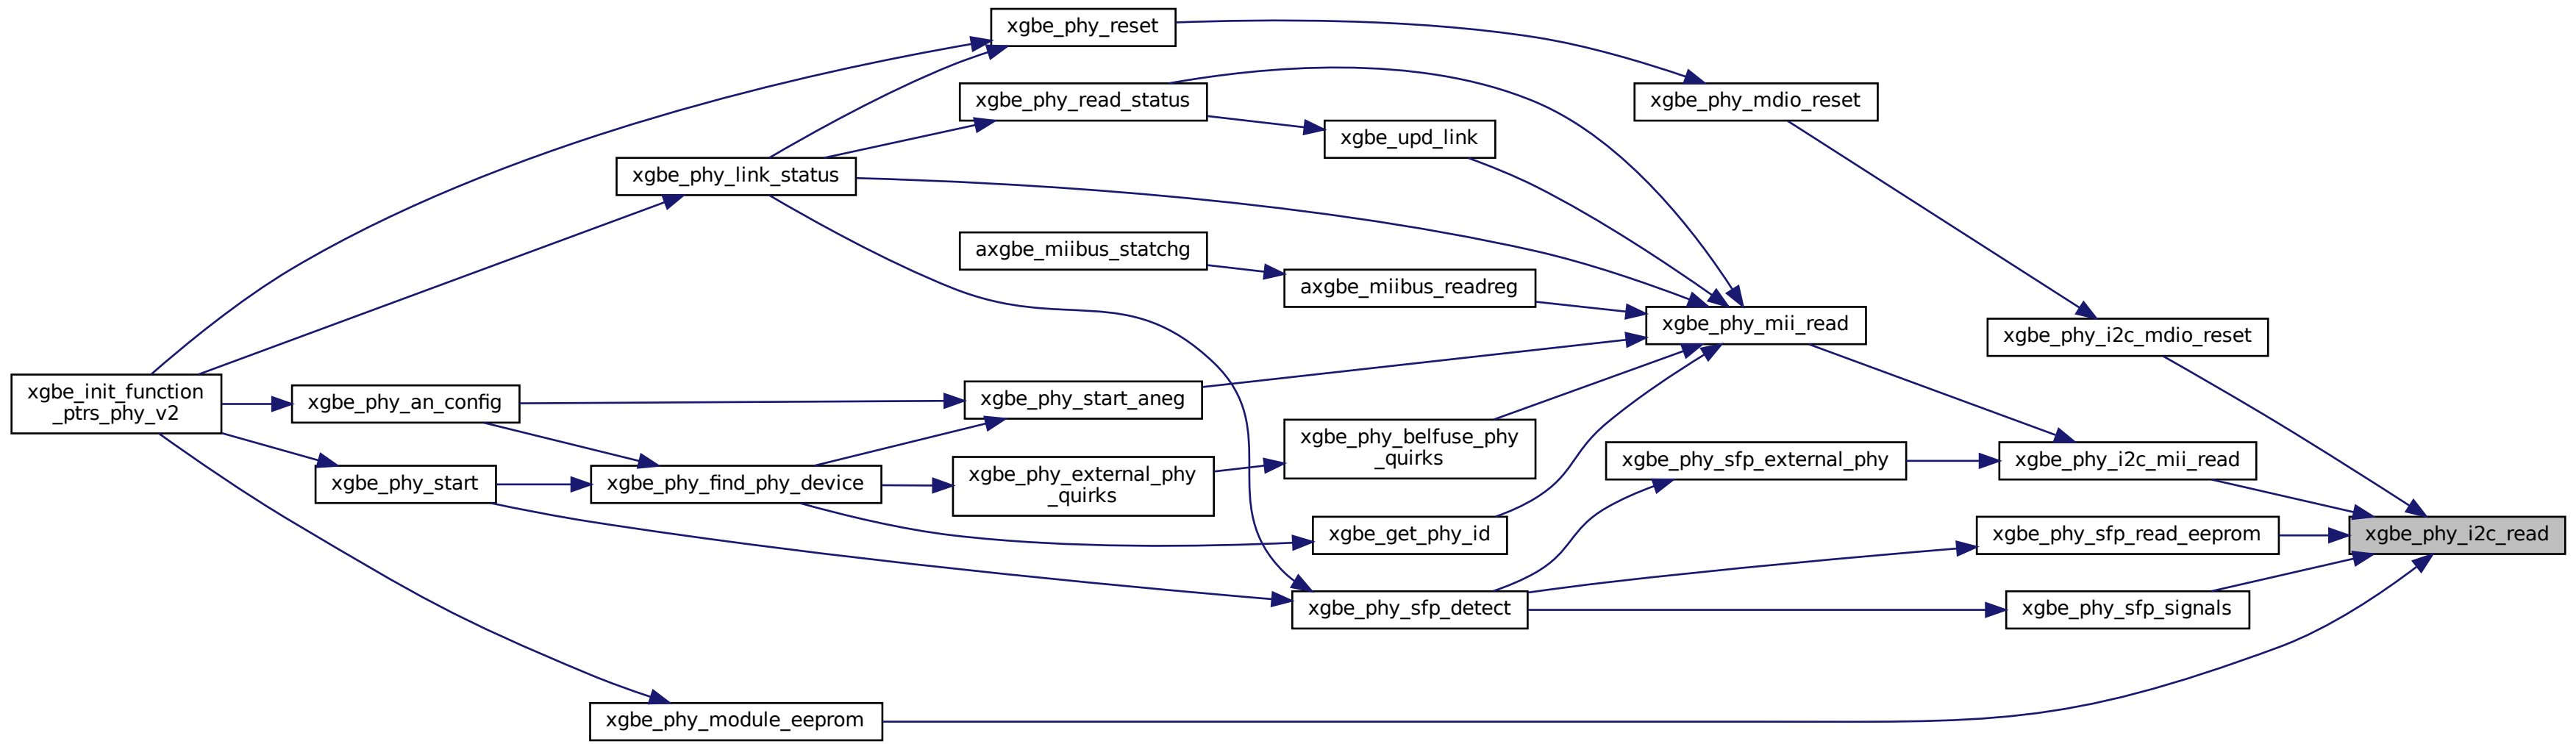 xgbe_phy_reset
xgbe_phy_read_status
xgbe_phy_mdio_reset
xgbe_upd_link
xgbe_phy_link_status
axgbe_miibus_statchg
axgbe_miibus_readreg
xgbe_phy_mii_read
xgbe_phy_i2c_mdio_reset
xgbe_init_function
_ptrs_phy_v2
xgbe_phy_an_config
xgbe_phy_start_aneg
xgbe_phy_belfuse_phy
_quirks
xgbe_phy_sfp_external_phy
xgbe_phy_i2c_mii_read
xgbe_phy_start
xgbe_phy_find_phy_device
xgbe_phy_external_phy
_quirks
xgbe_get_phy_id
xgbe_phy_sfp_read_eeprom
xgbe_phy_i2c_read
xgbe_phy_sfp_detect
xgbe_phy_sfp_signals
xgbe_phy_module_eeprom